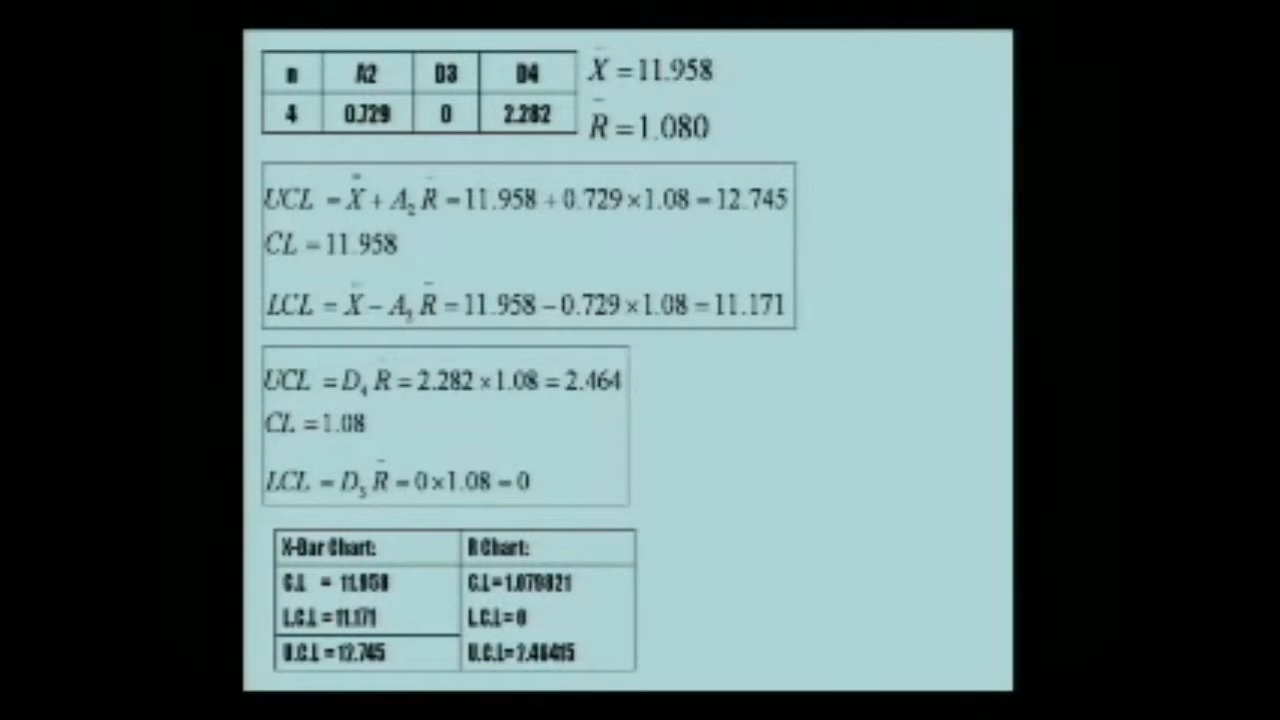 n A2 D3 D4
4 0.729 0 2.282
X̄ = 11.958
R̄ = 1.080
UCL = X̿ + A₂ R̄ = 11.958 + 0.729 × 1.08 = 12.745
CL = 11.958
LCL = X̿ − A₂ R̄ = 11.958 − 0.729 × 1.08 = 11.171
UCL = D₄ R̄ = 2.282 × 1.08 = 2.464
CL = 1.08
LCL = D₃ R̄ = 0 × 1.08 = 0
X-Bar Chart: R Chart:
C.L = 11.958 C.L=1.079821
L.C.L = 11.171 L.C.L=0
U.C.L = 12.745 U.C.L=2.46415